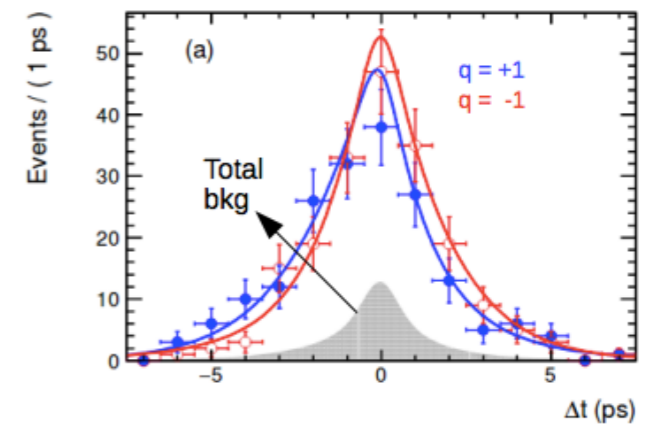 Events / ( 1 ps )
50
40
30
20
10
0
(a)
q = +1
q = -1
Total
bkg
−5
0
5
Δt (ps)